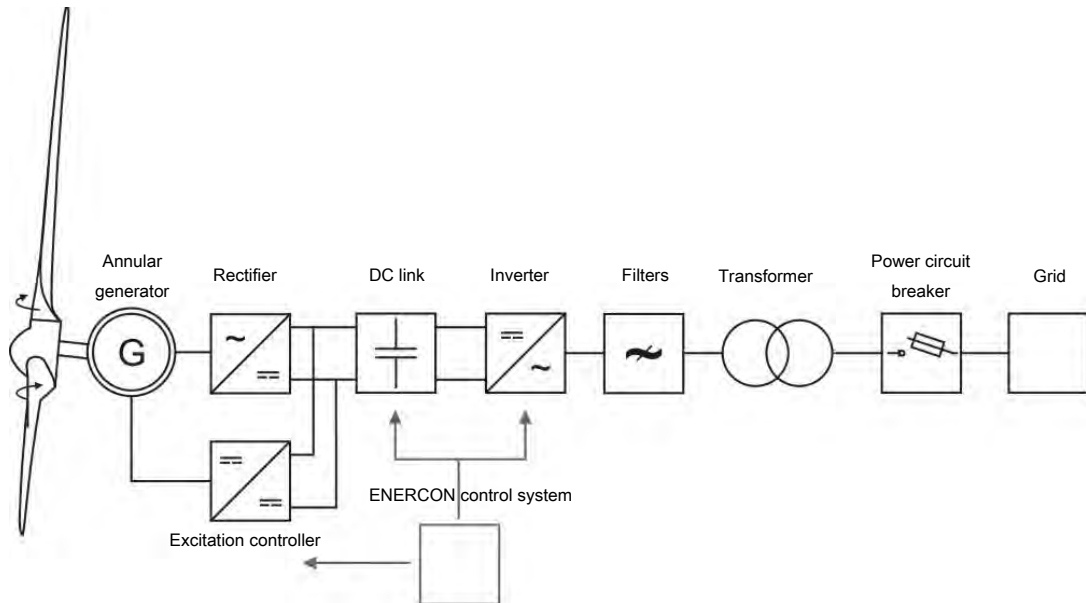 Annular
generator
Rectifier
DC link
Inverter
Filters
Transformer
Power circuit
breaker
Grid
G
ENERCON control system
Excitation controller